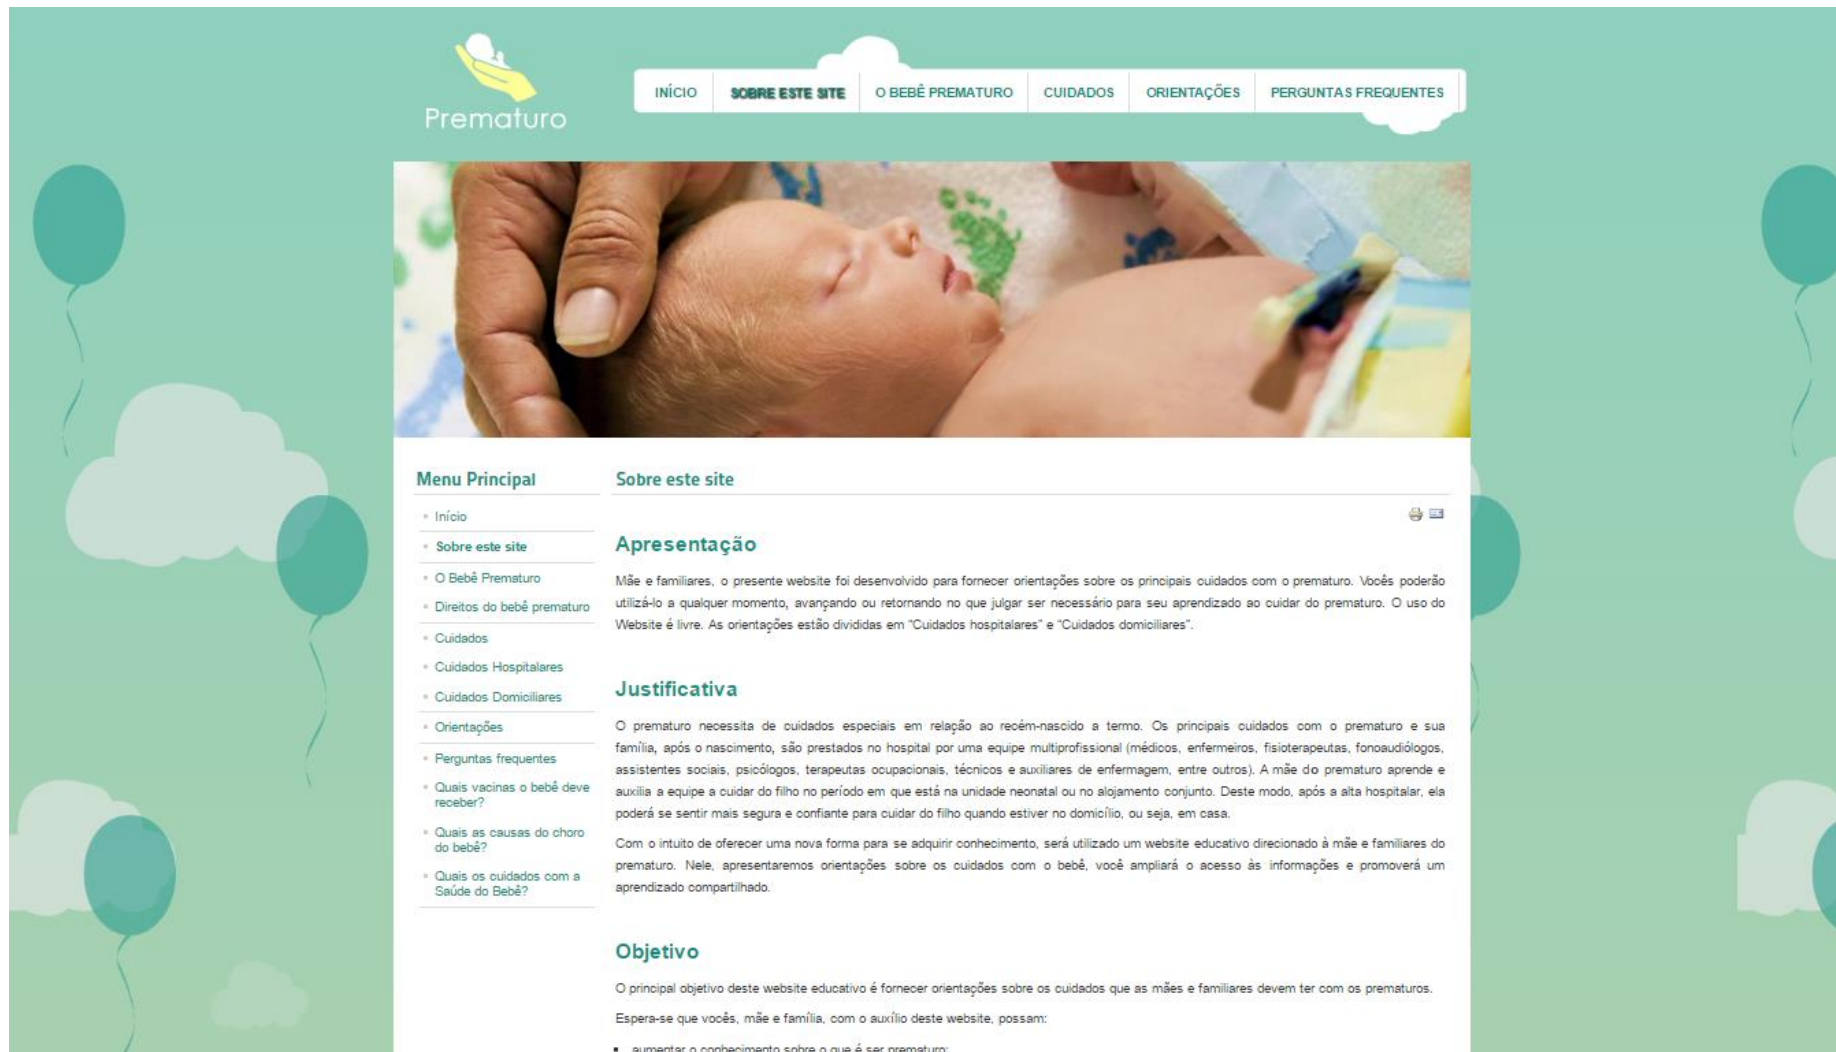 Prematuro
INÍCIO
SOBRE ESTE SITE
O BEBÊ PREMATURO
CUIDADOS
ORIENTAÇÕES
PERGUNTAS FREQUENTES
Menu Principal
Início
Sobre este site
O Bebê Prematuro
Direitos do bebê prematuro
Cuidados
Cuidados Hospitalares
Cuidados Domiciliares
Orientações
Perguntas frequentes
Quais vacinas o bebê deve
receber?
Quais as causas do choro
do bebê?
Quais os cuidados com a
Saúde do Bebê?
Sobre este site
Apresentação
Mãe e familiares, o presente website foi desenvolvido para fornecer orientações sobre os principais cuidados com o prematuro. Vocês poderão
utilizá-lo a qualquer momento, avançando ou retornando no que julgar ser necessário para seu aprendizado ao cuidar do prematuro. O uso do
Website é livre. As orientações estão divididas em “Cuidados hospitalares” e “Cuidados domiciliares”.
Justificativa
O prematuro necessita de cuidados especiais em relação ao recém-nascido a termo. Os principais cuidados com o prematuro e sua
família, após o nascimento, são prestados no hospital por uma equipe multiprofissional (médicos, enfermeiros, fisioterapeutas, fonoaudiólogos,
assistentes sociais, psicólogos, terapeutas ocupacionais, técnicos e auxiliares de enfermagem, entre outros). A mãe do prematuro aprende e
auxilia a equipe a cuidar do filho no período em que está na unidade neonatal ou no alojamento conjunto. Deste modo, após a alta hospitalar, ela
poderá se sentir mais segura e confiante para cuidar do filho quando estiver no domicílio, ou seja, em casa.
Com o intuito de oferecer uma nova forma para se adquirir conhecimento, será utilizado um website educativo direcionado à mãe e familiares do
prematuro. Nele, apresentaremos orientações sobre os cuidados com o bebê, você ampliará o acesso às informações e promoverá um
aprendizado compartilhado.
Objetivo
O principal objetivo deste website educativo é fornecer orientações sobre os cuidados que as mães e familiares devem ter com os prematuros.
Espera-se que vocês, mãe e família, com o auxílio deste website, possam:
aumentar o conhecimento sobre o que é ser prematuro;